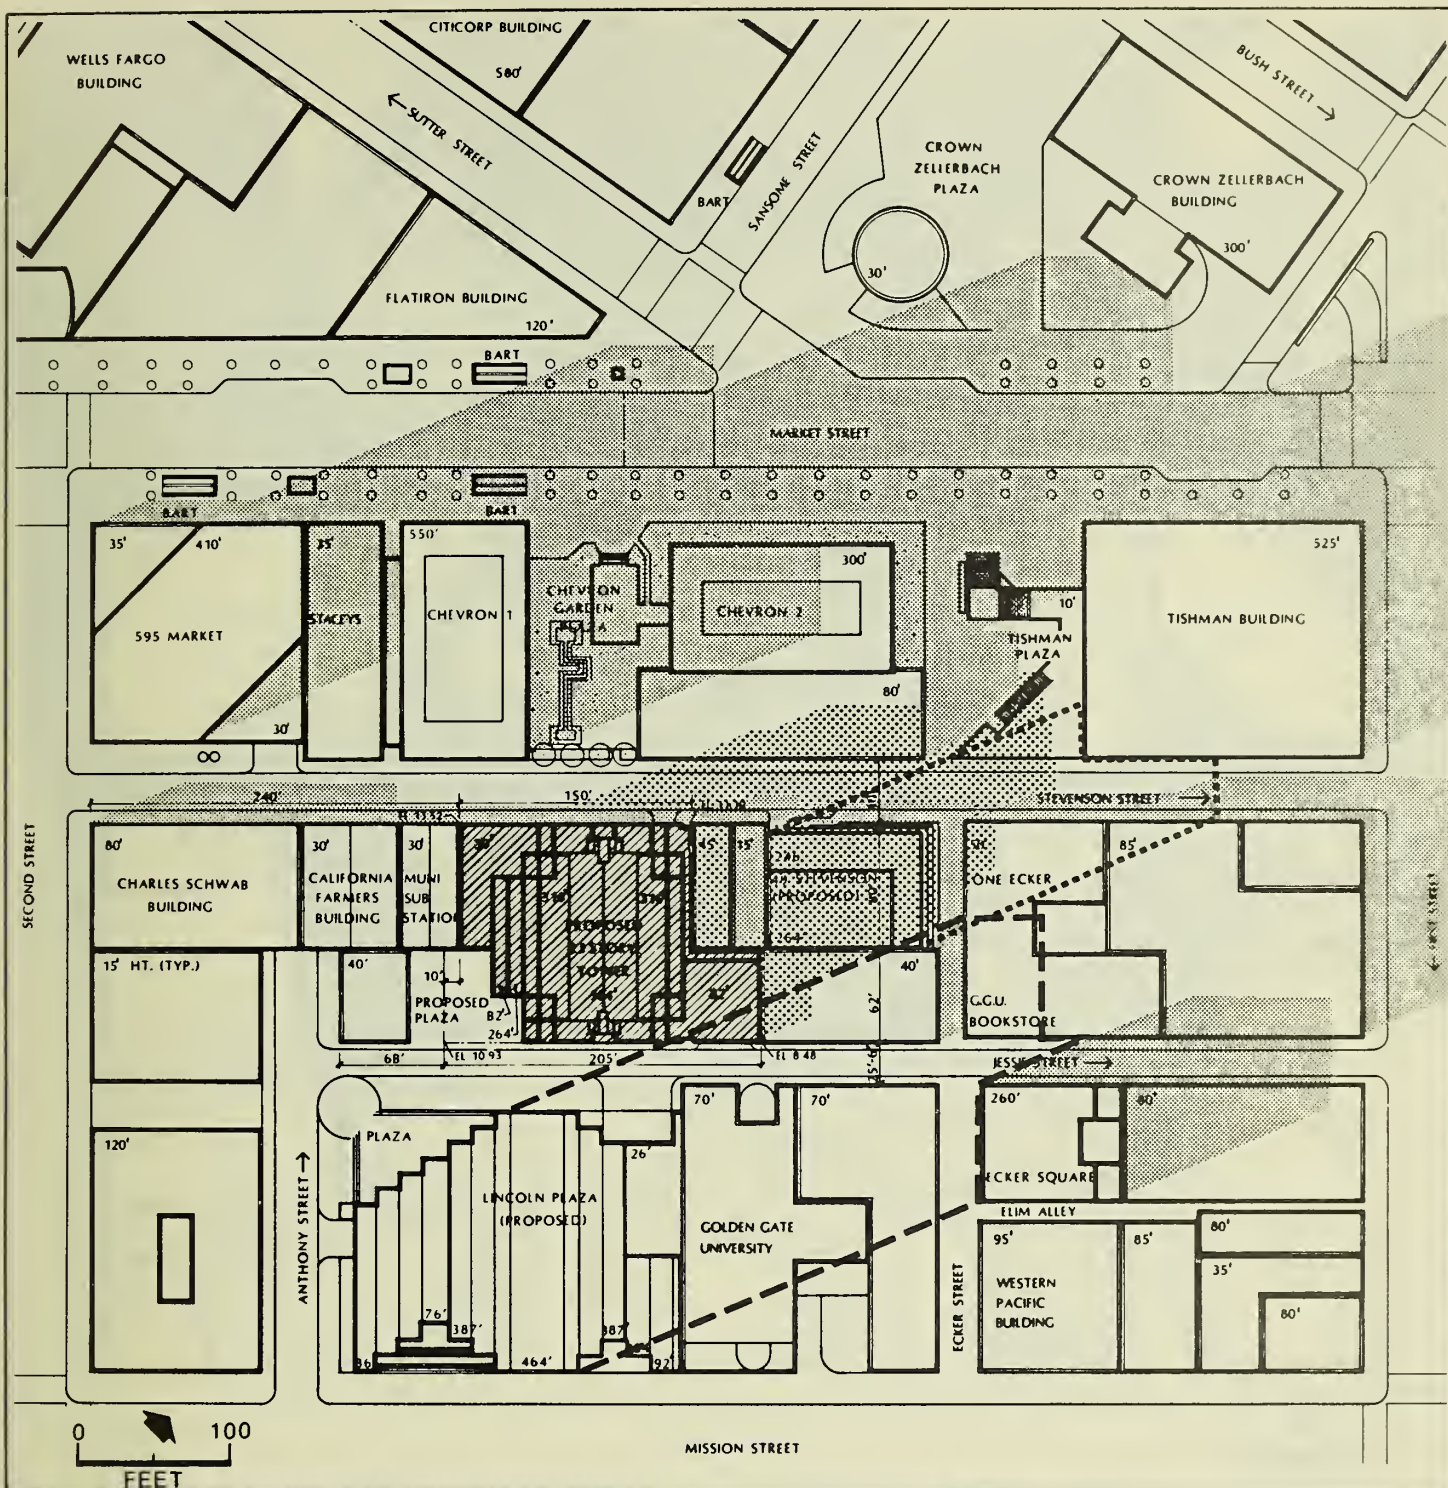 CITICORP BUILDING
580'
WELLS FARGO
BUILDING
← SUTTER STREET
BUSH STREET →
SANSOME STREET
BART
CROWN
ZELLERBACH
PLAZA
CROWN ZELLERBACH
BUILDING
300'
30'
FLATIRON BUILDING
120'
BART
MARKET STREET
BART
BART
35'
410'
595 MARKET
30'
35'
STACEYS
550'
CHEVRON 1
CHEVRON
GARDEN
300'
CHEVRON 2
80'
10'
TISHMAN
PLAZA
525'
TISHMAN BUILDING
240'
150'
STEVENSON STREET →
SECOND STREET
← FIRST STREET
80'
CHARLES SCHWAB
BUILDING
30'
CALIFORNIA
FARMERS
BUILDING
30'
MUNI
SUB
STATION
PROPOSED
TOWER
45'
15'
STEVENSON
(PROPOSED)
ONE ECKER
85'
15' HT. (TYP.)
40'
10'
PROPOSED
PLAZA
82'
264'
40'
62'
G.G.U.
BOOKSTORE
68'
EL 10.93
205'
EL 8.48
JESSIE STREET →
120'
PLAZA
ANTHONY STREET →
LINCOLN PLAZA
(PROPOSED)
26'
76'
387'
464'
387'
92'
70'
70'
GOLDEN GATE
UNIVERSITY
260'
80'
ECKER SQUARE
ELIM ALLEY
ECKER STREET
95'
WESTERN
PACIFIC
BUILDING
85'
80'
35'
80'
0 100
FEET
MISSION STREET